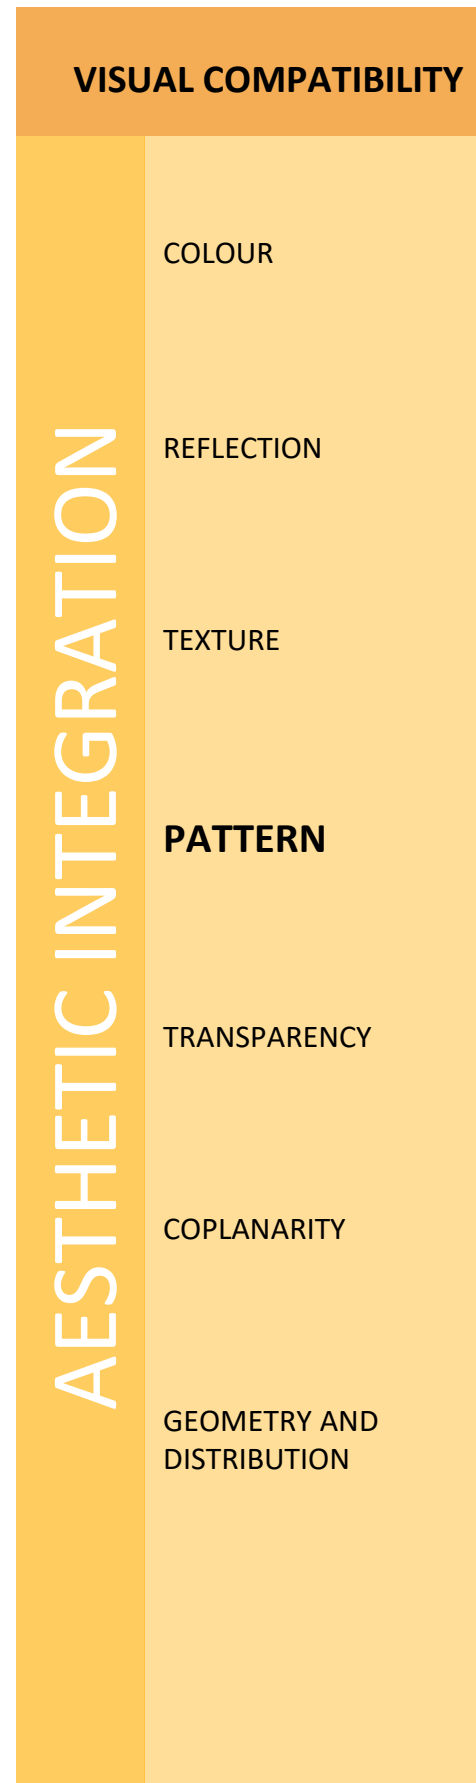 VISUAL COMPATIBILITY
AESTHETIC INTEGRATION
COLOUR
REFLECTION
TEXTURE
PATTERN
TRANSPARENCY
COPLANARITY
GEOMETRY AND
DISTRIBUTION